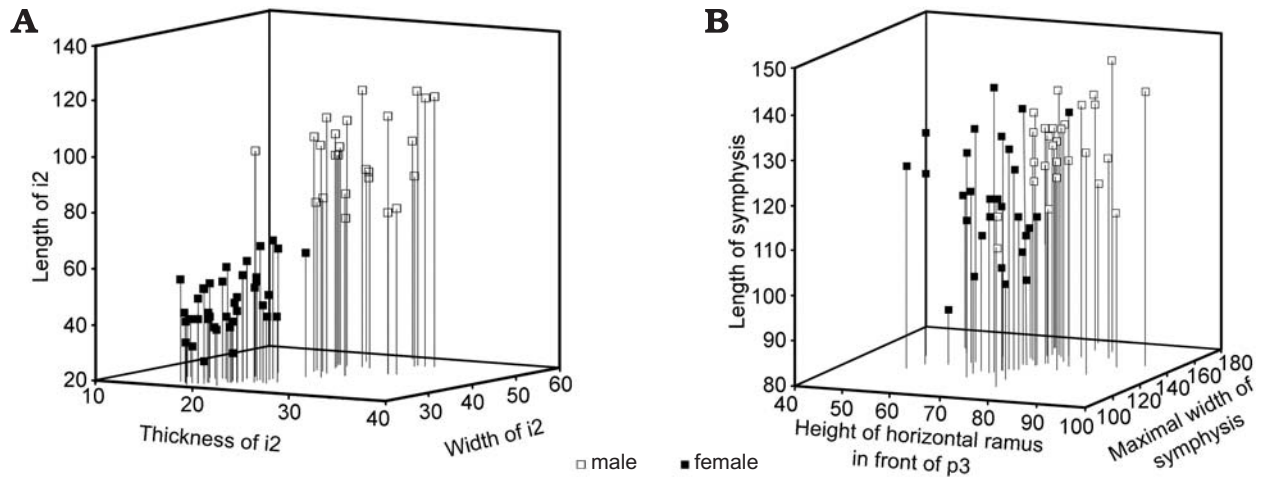 A
140
120
100
80
60
40
20
Length of i2
10
20
30
40
Thickness of i2
30
40
50
60
Width of i2
B
150
140
130
120
110
100
90
80
Length of symphysis
40
50
60
70
80
90
100
Height of horizontal ramus
in front of p3
100
120
140
160
180
Maximal width of
symphysis
male
female